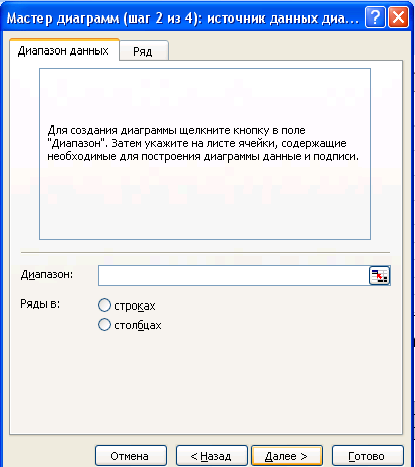 Мастер диаграмм (шаг 2 из 4): источник данных диа...
Диапазон данных
Ряд
Для создания диаграммы щелкните кнопку в поле
"Диапазон". Затем укажите на листе ячейки, содержащие
необходимые для построения диаграммы данные и подписи.
Диапазон:
Ряды в:
строках
столбцах
Отмена
< Назад
Далее >
Готово